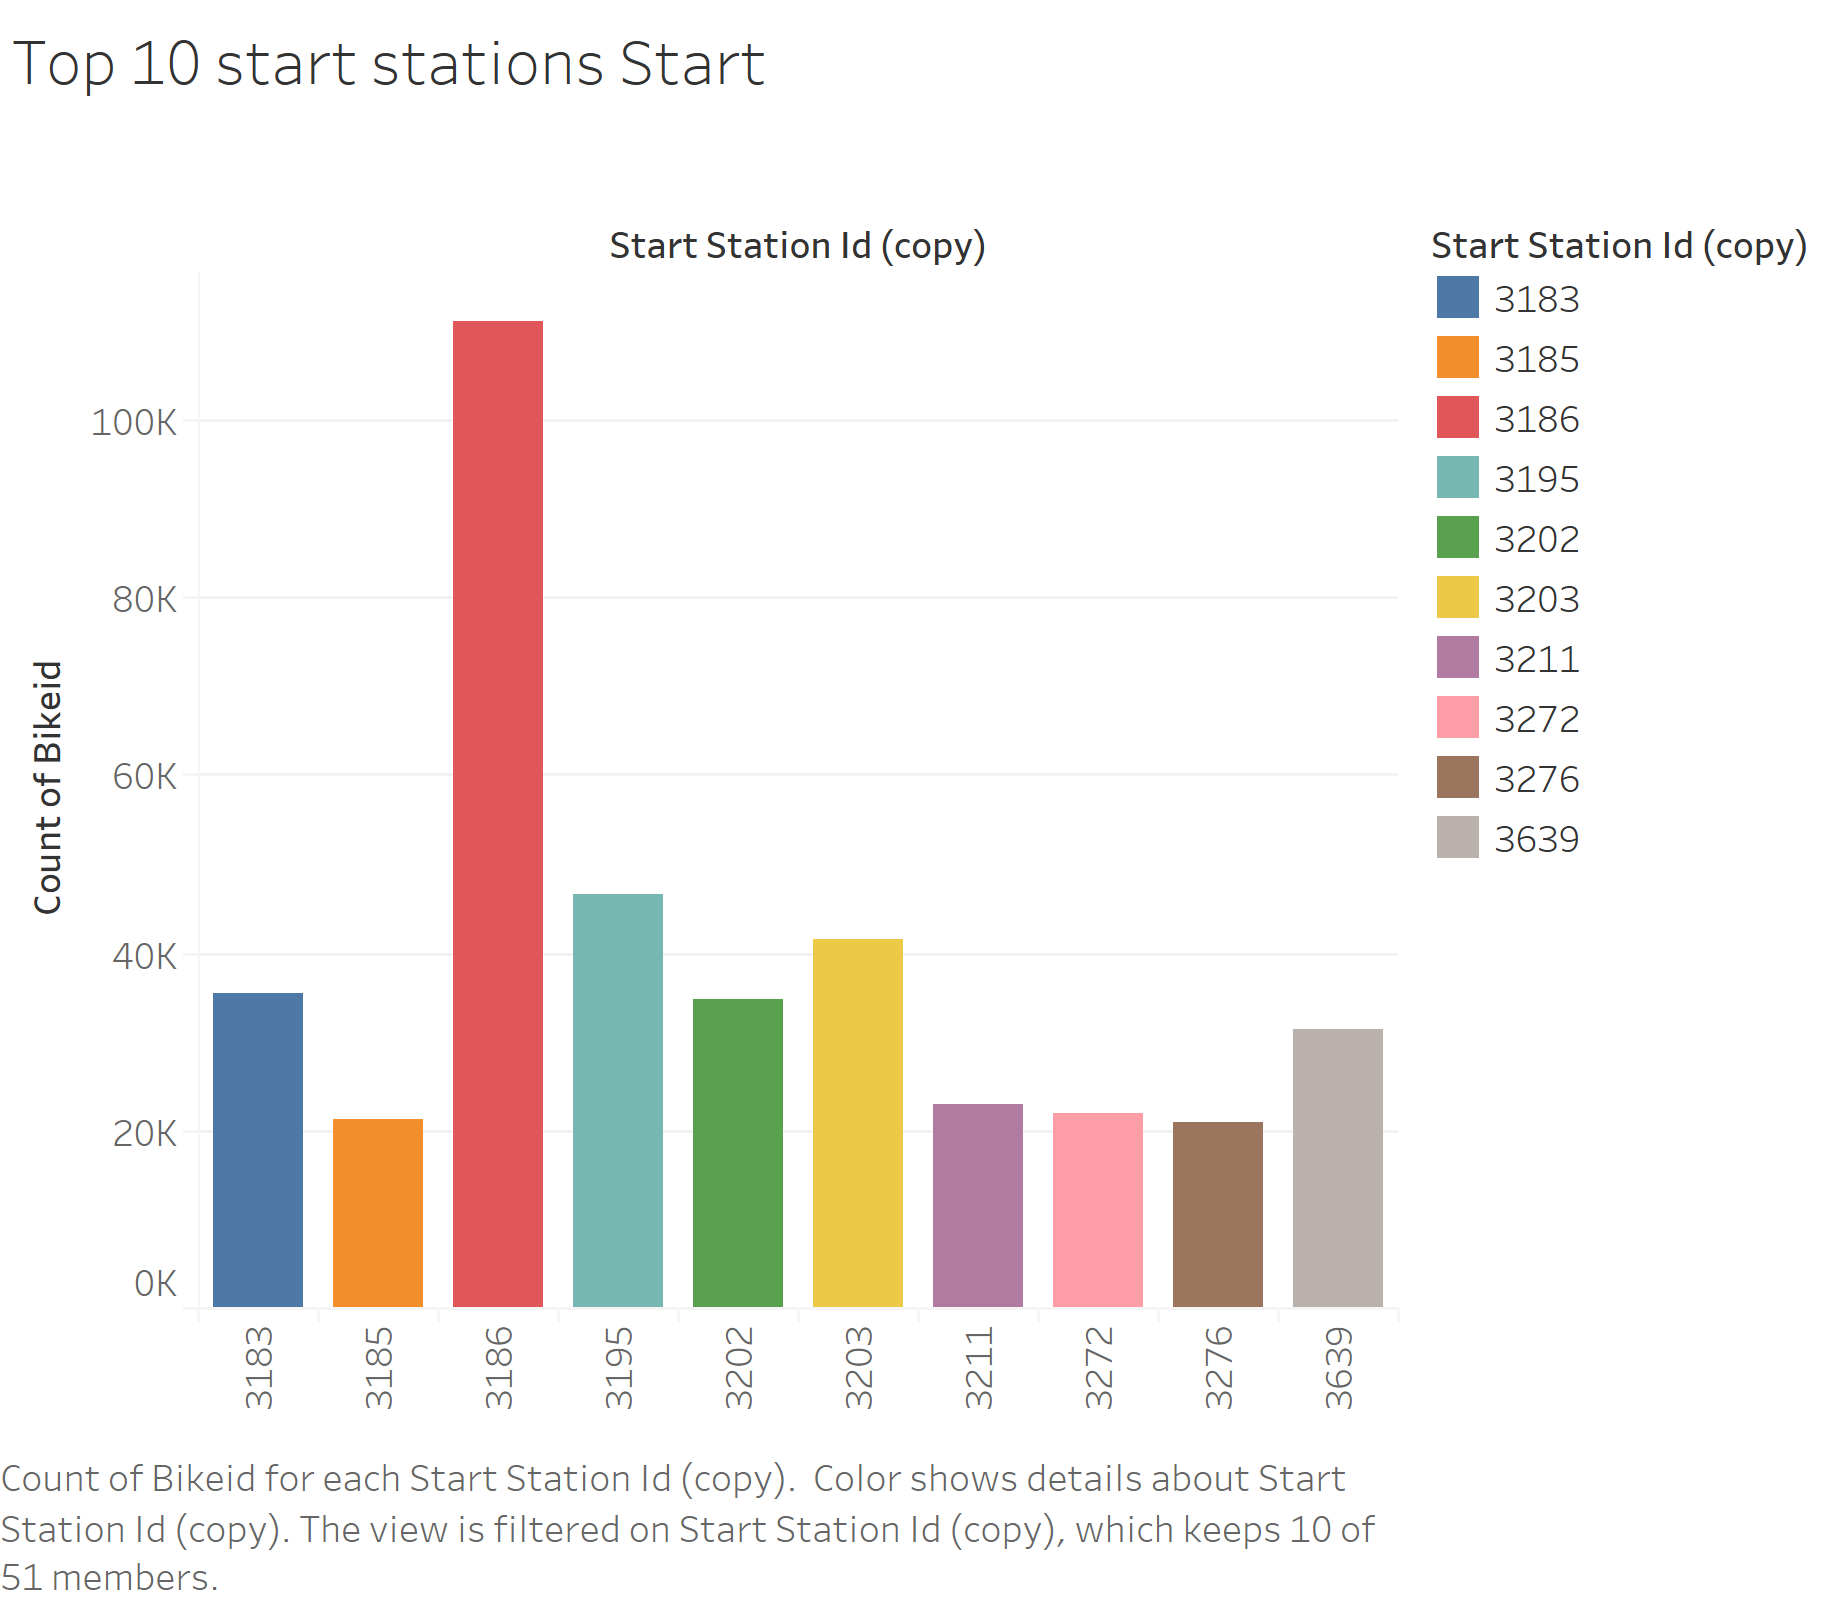 Top 10 start stations Start
Start Station Id (copy)
Start Station Id (copy)
3183
3185
3186
3195
3202
3203
3211
3272
3276
3639
Count of Bikeid
100K
80K
60K
40K
20K
0K
3183
3185
3186
3195
3202
3203
3211
3272
3276
3639
Count of Bikeid for each Start Station Id (copy).  Color shows details about Start
Station Id (copy). The view is filtered on Start Station Id (copy), which keeps 10 of
51 members.